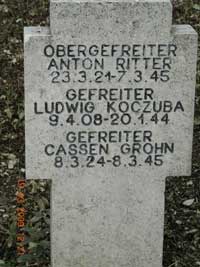 OBERGEFREITER
ANTON RITTER
23.3.21-7.3.45
GEFREITER
LUDWIG KOCZUBA
9.4.08-20.1.44
GEFREITER
CASSEN GROHN
8.3.24-8.3.45